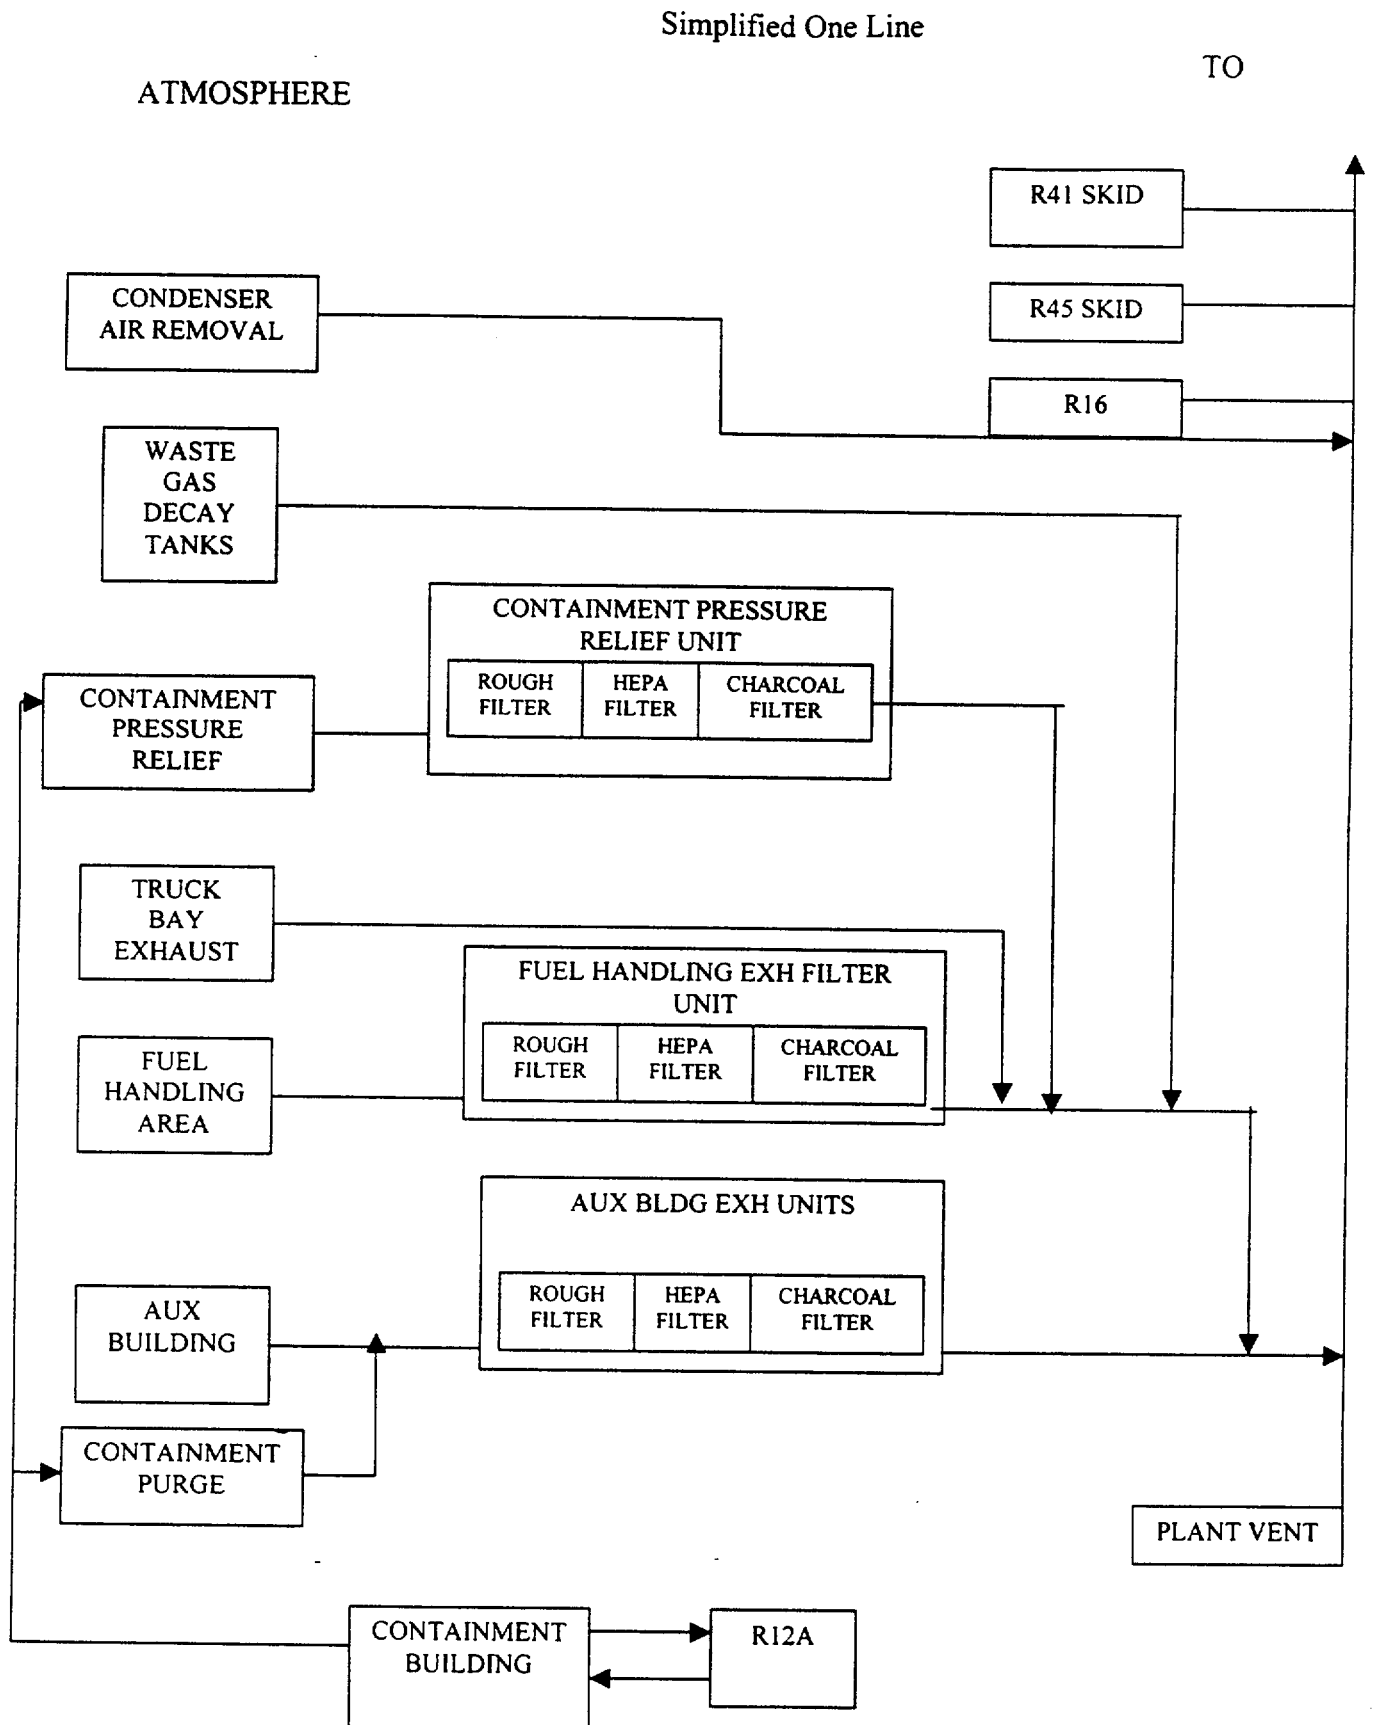 Simplified One Line
TO
ATMOSPHERE
R41 SKID
CONDENSER
AIR REMOVAL
R45 SKID
R16
WASTE
GAS
DECAY
TANKS
CONTAINMENT PRESSURE
RELIEF UNIT
ROUGH
FILTER
HEPA
FILTER
CHARCOAL
FILTER
CONTAINMENT
PRESSURE
RELIEF
TRUCK
BAY
EXHAUST
FUEL HANDLING EXH FILTER
UNIT
ROUGH
FILTER
HEPA
FILTER
CHARCOAL
FILTER
FUEL
HANDLING
AREA
AUX BLDG EXH UNITS
ROUGH
FILTER
HEPA
FILTER
CHARCOAL
FILTER
AUX
BUILDING
CONTAINMENT
PURGE
PLANT VENT
CONTAINMENT
BUILDING
R12A